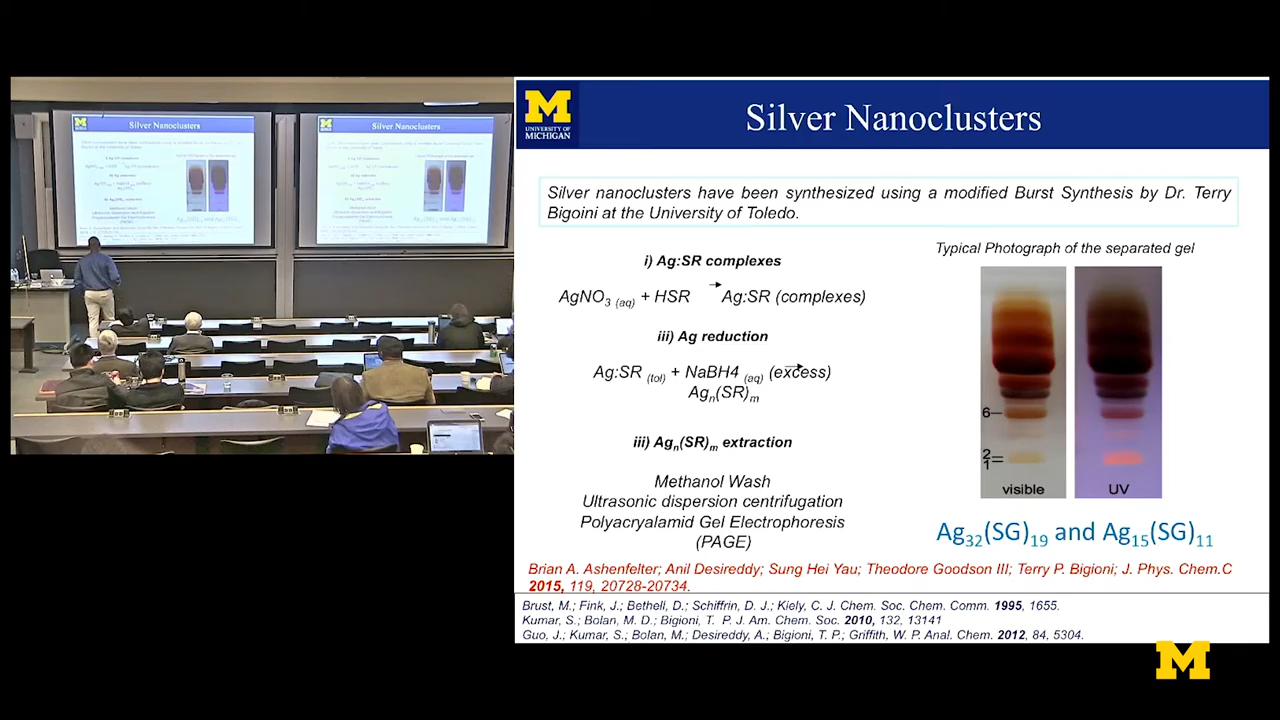 Silver Nanoclusters
Silver Nanoclusters
UNIVERSITY OF
MICHIGAN
Silver Nanoclusters
Silver nanoclusters have been synthesized using a modified Burst Synthesis by Dr. Terry
Bigoini at the University of Toledo.
i) Ag:SR complexes
AgNO3 (aq) + HSR → Ag:SR (complexes)
iii) Ag reduction
Ag:SR (tol) + NaBH4 (aq) (excess) →
Agn(SR)m
iii) Agn(SR)m extraction
Methanol Wash
Ultrasonic dispersion centrifugation
Polyacryalamid Gel Electrophoresis
(PAGE)
Typical Photograph of the separated gel
6
2
1
visible
UV
Ag32(SG)19 and Ag15(SG)11
Brian A. Ashenfelter; Anil Desireddy; Sung Hei Yau; Theodore Goodson III; Terry P. Bigioni; J. Phys. Chem.C
2015, 119, 20728-20734.
Brust, M.; Fink, J.; Bethell, D.; Schiffrin, D. J.; Kiely, C. J. Chem. Soc. Chem. Comm. 1995, 1655.
Kumar, S.; Bolan, M. D.; Bigioni, T. P. J. Am. Chem. Soc. 2010, 132, 13141
Guo, J.; Kumar, S.; Bolan, M.; Desireddy, A.; Bigioni, T. P.; Griffith, W. P. Anal. Chem. 2012, 84, 5304.
M